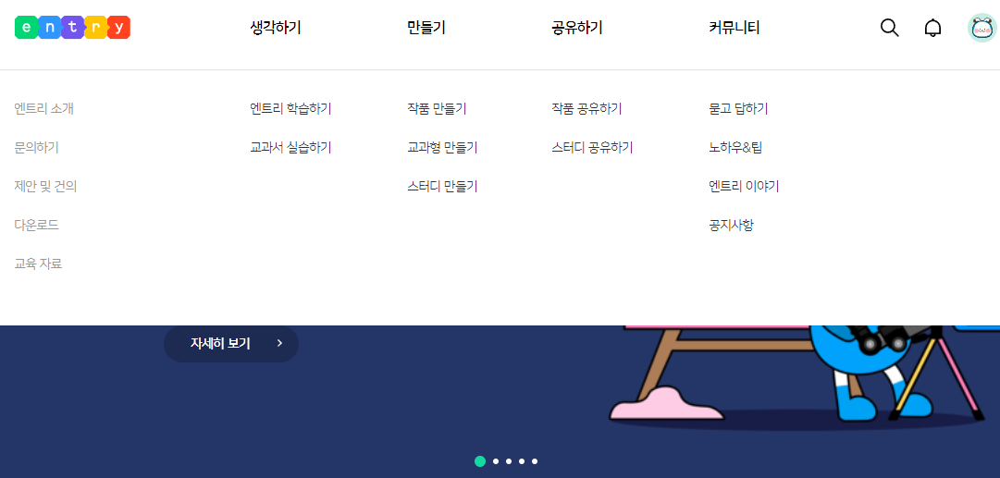 entry
생각하기
만들기
공유하기
커뮤니티
엔트리 소개
엔트리 학습하기
작품 만들기
작품 공유하기
묻고 답하기
문의하기
교과서 실습하기
교과형 만들기
스터디 공유하기
노하우&팁
제안 및 건의
스터디 만들기
엔트리 이야기
다운로드
공지사항
교육 자료
자세히 보기